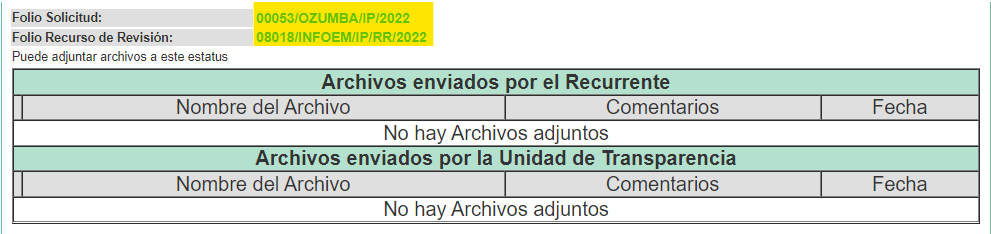 Folio Solicitud: 00053/OZUMBA/IP/2022
Folio Recurso de Revisión: 08018/INFOEM/IP/RR/2022
Puede adjuntar archivos a este estatus
Archivos enviados por el Recurrente
Nombre del Archivo Comentarios Fecha
No hay Archivos adjuntos
Archivos enviados por la Unidad de Transparencia
Nombre del Archivo Comentarios Fecha
No hay Archivos adjuntos